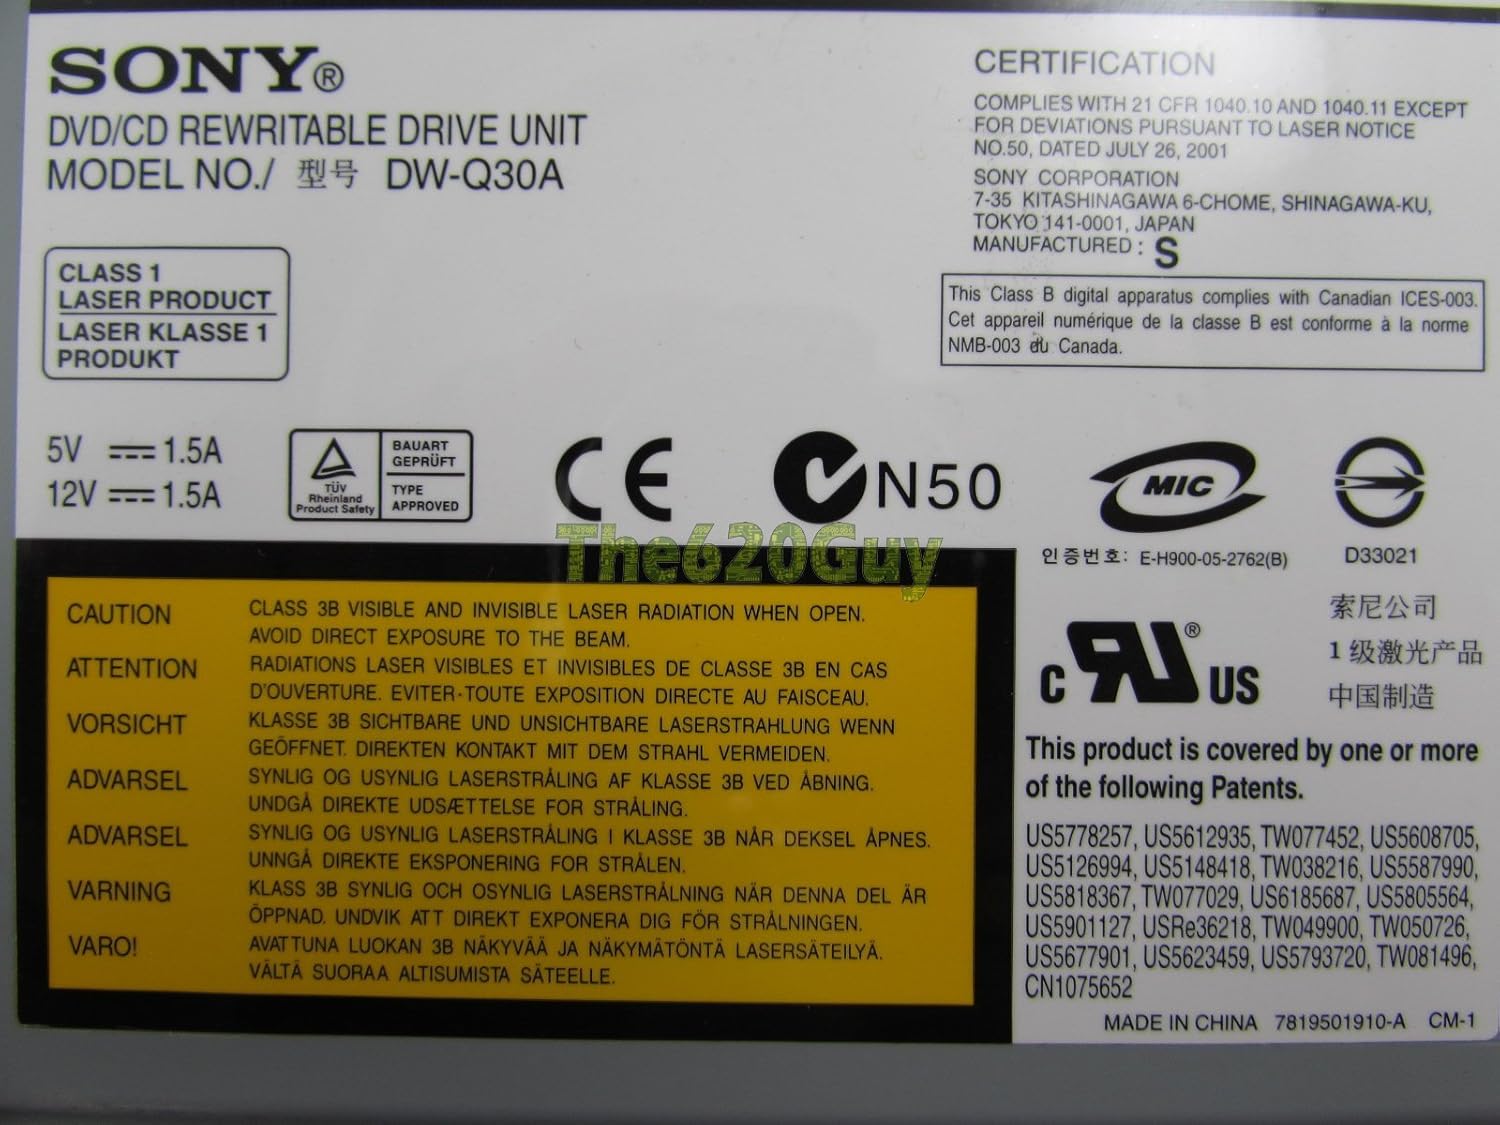 SONY®
DVD/CD REWRITABLE DRIVE UNIT
MODEL NO./ 型号 DW-Q30A
CLASS 1
LASER PRODUCT
LASER KLASSE 1
PRODUKT
CERTIFICATION
COMPLIES WITH 21 CFR 1040.10 AND 1040.11 EXCEPT
FOR DEVIATIONS PURSUANT TO LASER NOTICE
NO.50, DATED JULY 26, 2001
SONY CORPORATION
7-35 KITASHINAGAWA 6-CHOME, SHINAGAWA-KU,
TOKYO 141-0001, JAPAN
MANUFACTURED : S
This Class B digital apparatus complies with Canadian ICES-003.
Cet appareil numérique de la classe B est conforme à la norme
NMB-003 du Canada.
5V 1.5A
12V 1.5A
TÜV
Rheinland
Product Safety
BAUART
GEPRÜFT
TYPE
APPROVED
CE
N50
MIC
인증번호: E-H900-05-2762(B)
D33021
The620Guy
CAUTION CLASS 3B VISIBLE AND INVISIBLE LASER RADIATION WHEN OPEN.
AVOID DIRECT EXPOSURE TO THE BEAM.
ATTENTION RADIATIONS LASER VISIBLES ET INVISIBLES DE CLASSE 3B EN CAS
D'OUVERTURE. EVITER-TOUTE EXPOSITION DIRECTE AU FAISCEAU.
VORSICHT KLASSE 3B SICHTBARE UND UNSICHTBARE LASERSTRAHLUNG WENN
GEÖFFNET. DIREKTEN KONTAKT MIT DEM STRAHL VERMEIDEN.
ADVARSEL SYNLIG OG USYNLIG LASERSTRÅLING AF KLASSE 3B VED ÅBNING.
UNDGÅ DIREKTE UDSÆTTELSE FOR STRÅLING.
ADVARSEL SYNLIG OG USYNLIG LASERSTRÅLING I KLASSE 3B NÅR DEKSEL ÅPNES.
UNNGÅ DIREKTE EKSPONERING FOR STRÅLEN.
VARNING KLASS 3B SYNLIG OCH OSYNLIG LASERSTRÅLNING NÄR DENNA DEL ÄR
ÖPPNAD. UNDVIK ATT DIREKT EXPONERA DIG FÖR STRÅLNINGEN.
VARO! AVATTUNA LUOKAN 3B NÄKYVÄÄ JA NÄKYMÄTÖNTÄ LASERSÄTEILYÄ.
VÄLTÄ SUORAA ALTISUMISTA SÄTEELLE.
C RU® US
索尼公司
1 级激光产品
中国制造
This product is covered by one or more
of the following Patents.
US5778257, US5612935, TW077452, US5608705,
US5126994, US5148418, TW038216, US5587990,
US5818367, TW077029, US6185687, US5805564,
US5901127, USRe36218, TW049900, TW050726,
US5677901, US5623459, US5793720, TW081496,
CN1075652
MADE IN CHINA 7819501910-A CM-1